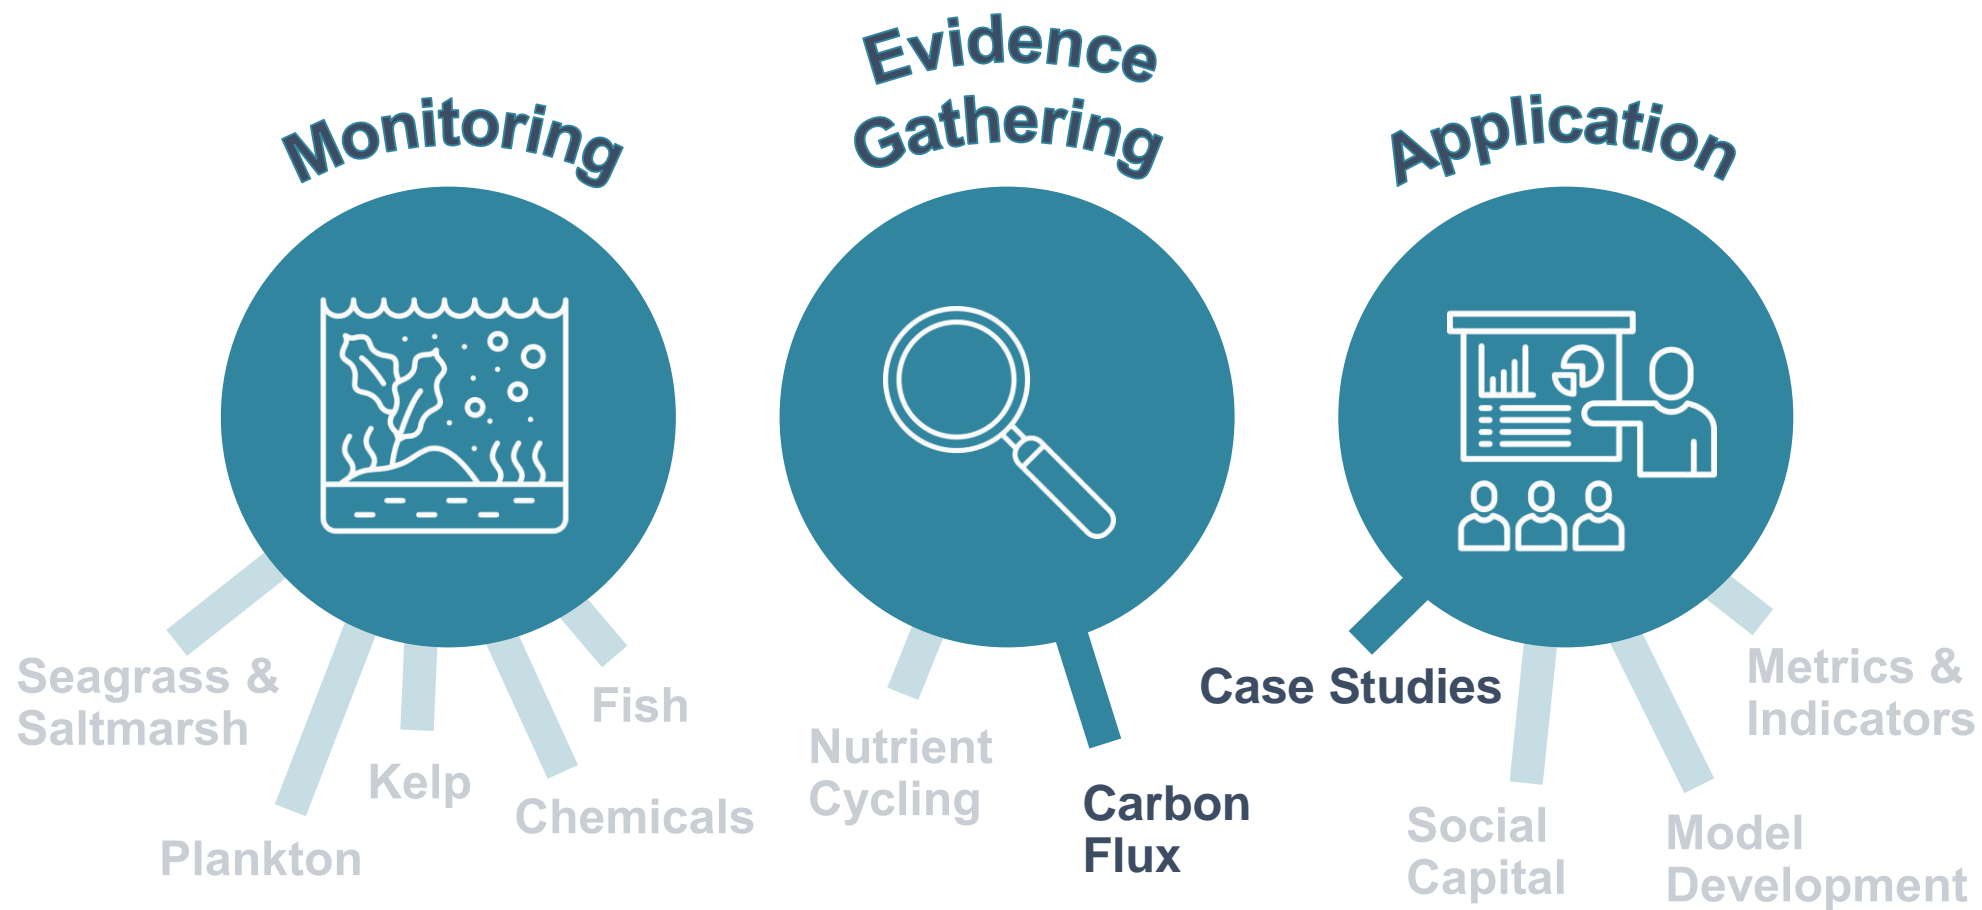 Monitoring
Seagrass &
Saltmarsh
Plankton
Kelp
Chemicals
Fish
Evidence
Gathering
Nutrient
Cycling
Carbon
Flux
Application
Case Studies
Social
Capital
Model
Development
Metrics &
Indicators